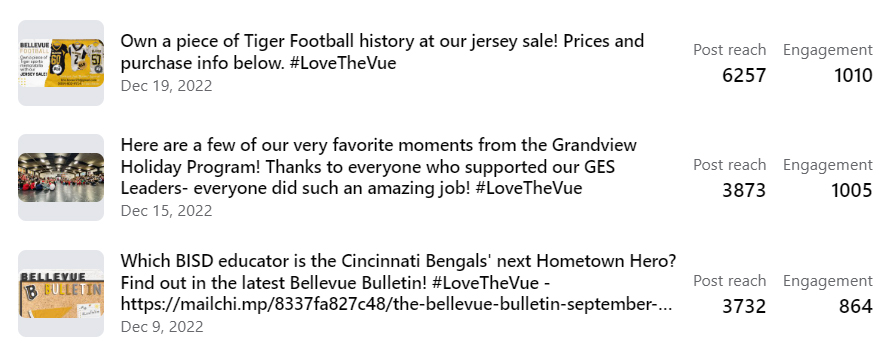 Own a piece of Tiger Football history at our jersey sale! Prices and
purchase info below. #LoveTheVue
Dec 19, 2022
Post reach
6257
Engagement
1010
BELLEVUE
FOOTBALL
JERSEY SALE!
Here are a few of our very favorite moments from the Grandview
Holiday Program! Thanks to everyone who supported our GES
Leaders- everyone did such an amazing job! #LoveTheVue
Dec 15, 2022
Post reach
3873
Engagement
1005
Which BISD educator is the Cincinnati Bengals' next Hometown Hero?
Find out in the latest Bellevue Bulletin! #LoveTheVue -
https://mailchi.mp/8337fa827c48/the-bellevue-bulletin-september-...
Dec 9, 2022
Post reach
3732
Engagement
864
BELLEVUE
B BULLETIN